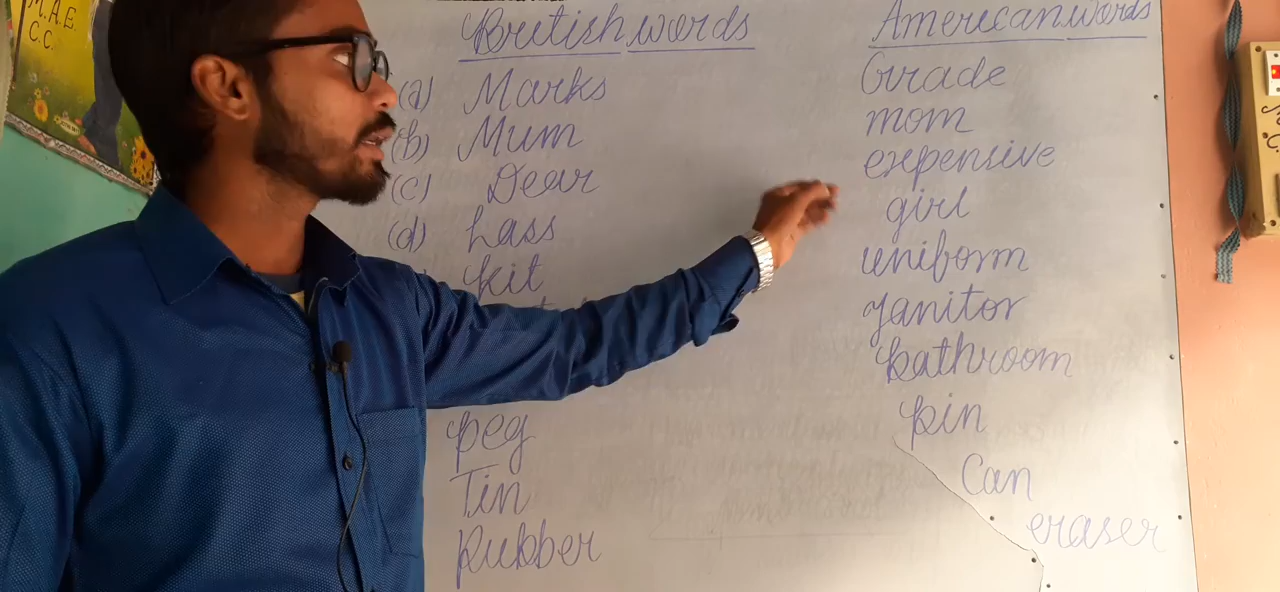 M.A.E.
C.C.
British words American words
(a) Marks Grade
(b) Mum mom
(c) Dear expensive
(d) Lass girl
Kit uniform
Janitor
bathroom
peg pin
Tin Can
Rubber eraser